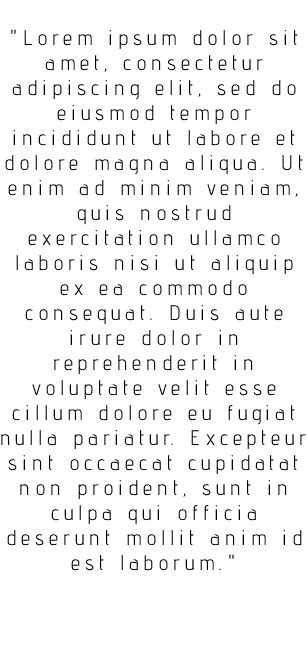 "Lorem ipsum dolor sit
amet, consectetur
adipiscing elit, sed do
eiusmod tempor
incididunt ut labore et
dolore magna aliqua. Ut
enim ad minim veniam,
quis nostrud
exercitation ullamco
laboris nisi ut aliquip
ex ea commodo
consequat. Duis aute
irure dolor in
reprehenderit in
voluptate velit esse
cillum dolore eu fugiat
nulla pariatur. Excepteur
sint occaecat cupidatat
non proident, sunt in
culpa qui officia
deserunt mollit anim id
est laborum."